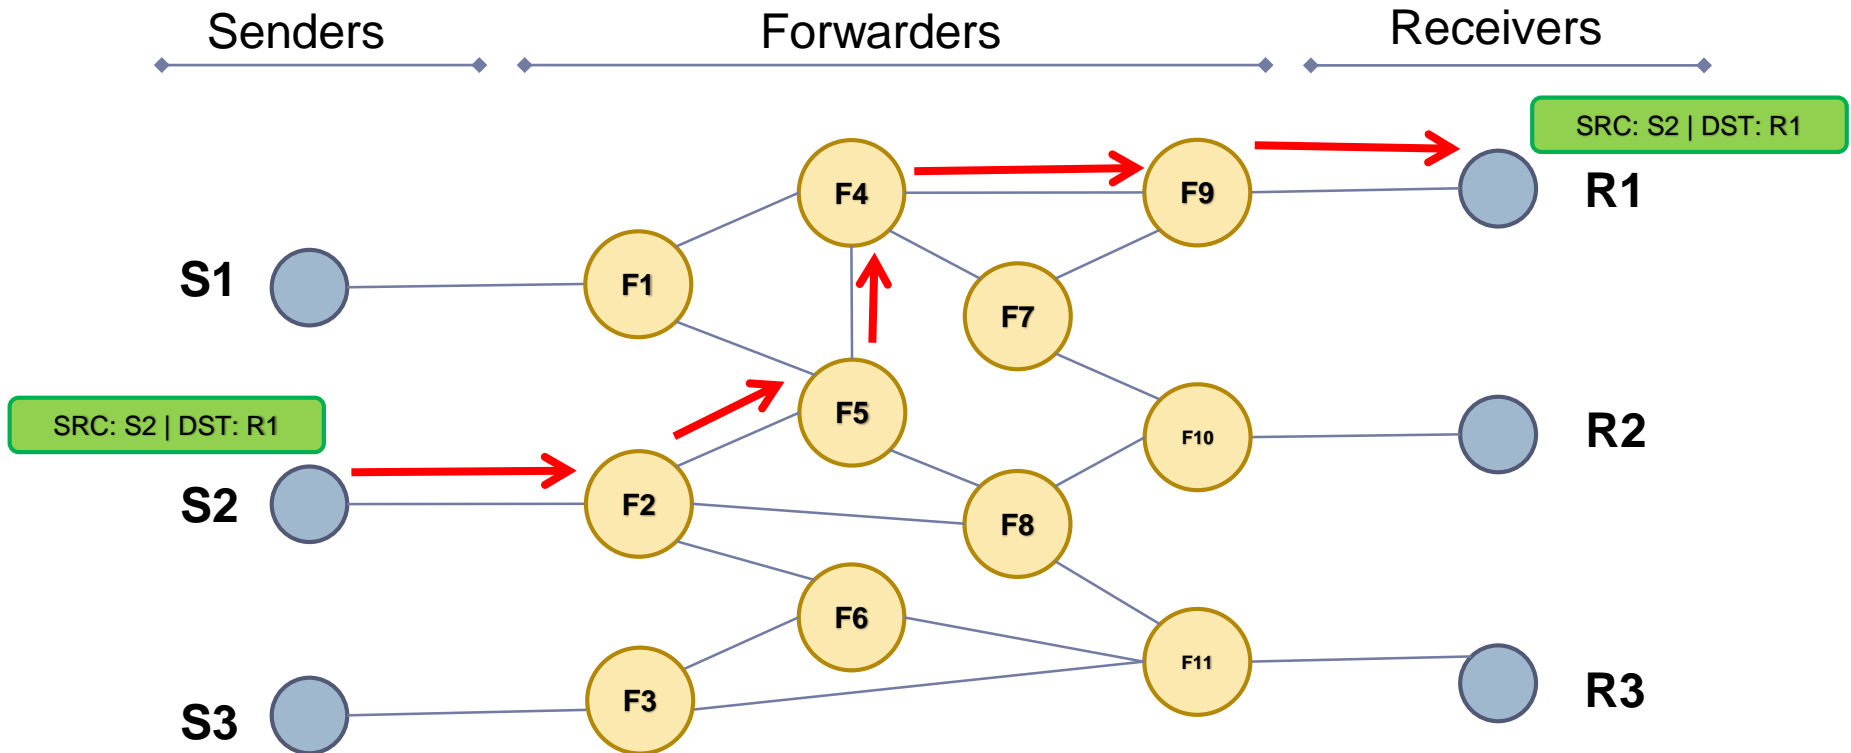 Senders
Forwarders
Receivers
SRC: S2 | DST: R1
F4
F9
R1
S1
F1
F7
SRC: S2 | DST: R1
F5
F10
R2
S2
F2
F8
F6
F11
S3
F3
R3